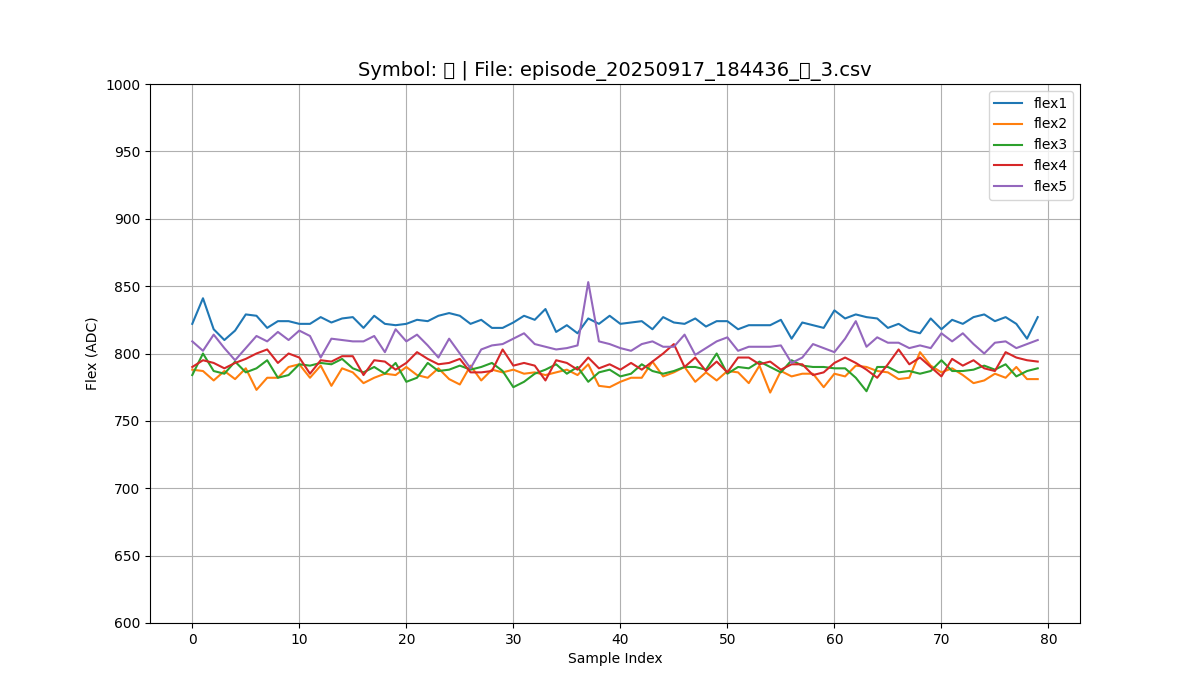 Symbol: | File: episode_20250917_184436_ _3.csv
1000
950
900
850
800
750
700
650
600
Flex (ADC)
0 10 20 30 40 50 60 70 80
Sample Index
flex1
flex2
flex3
flex4
flex5